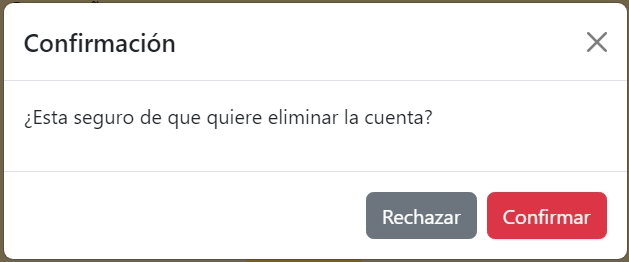 Confirmación
¿Esta seguro de que quiere eliminar la cuenta?
Rechazar Confirmar